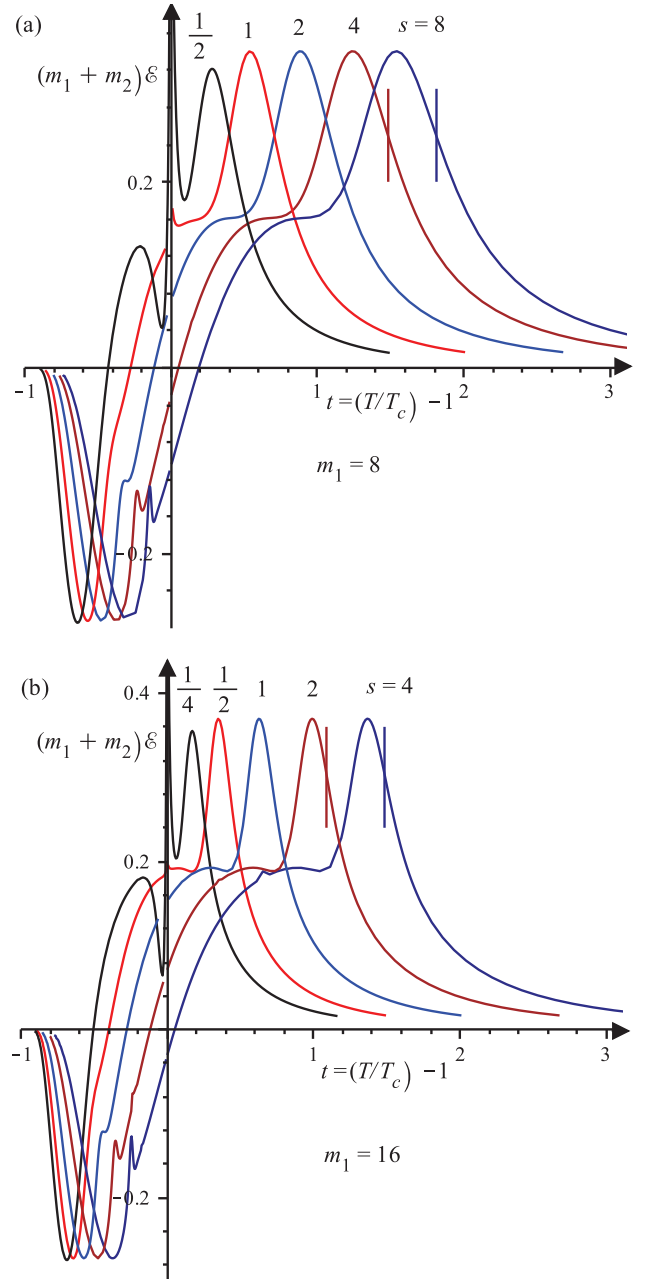 (a)
1/2 1 2 4 s = 8
(m₁ + m₂)ℰ
0.2
−1 1 2 3
t = (T/T_c) −1
m₁ = 8
−0.2
(b)
0.4
1/4 1/2 1 2 s = 4
(m₁ + m₂)ℰ
0.2
−1 1 2 3
t = (T/T_c) −1
m₁ = 16
−0.2